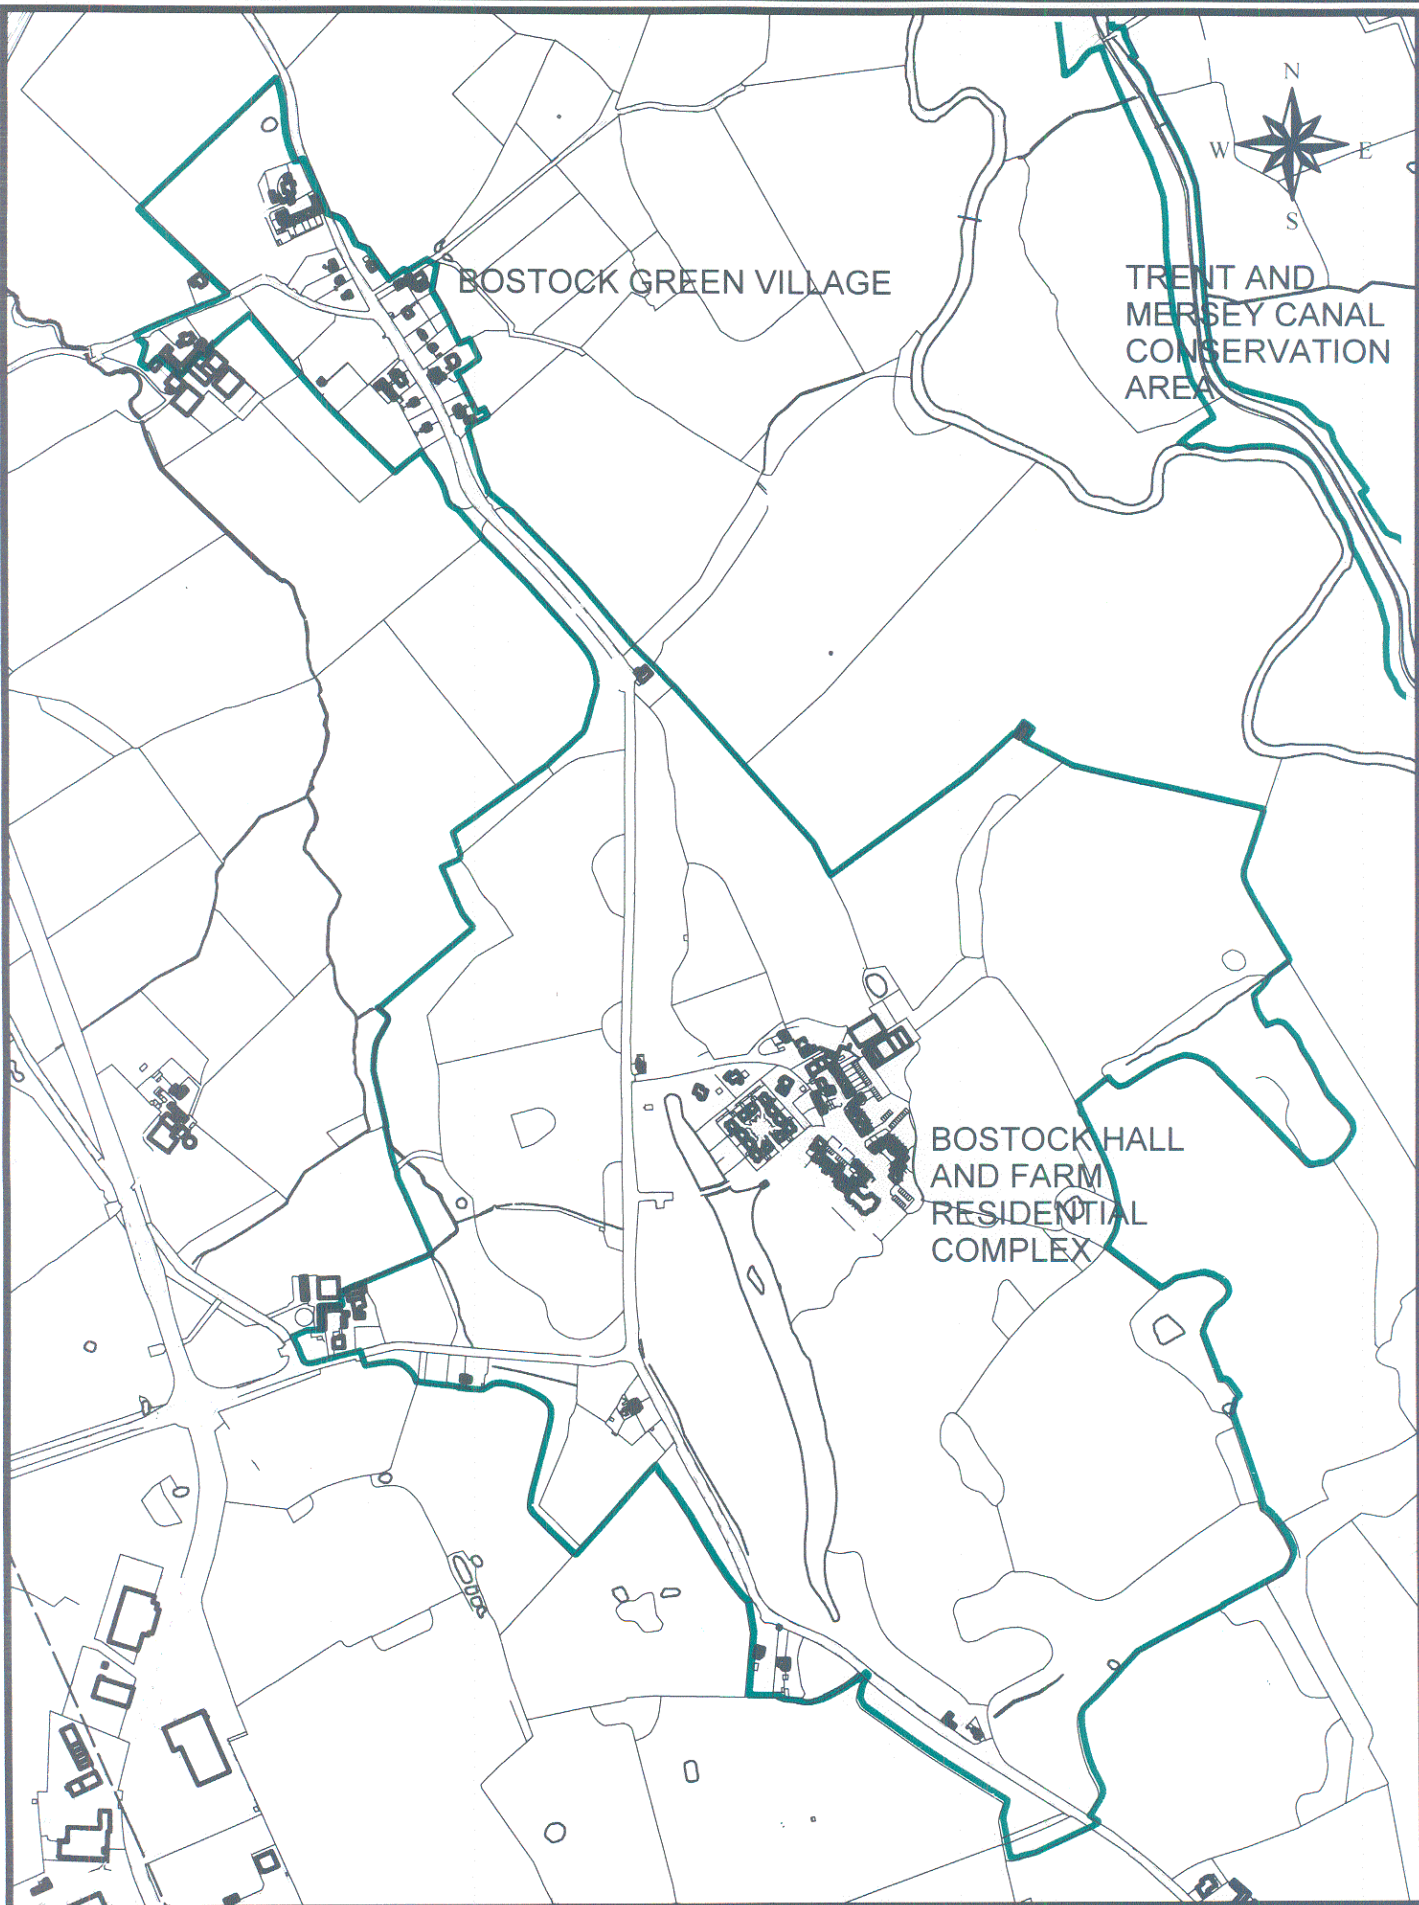 N
W E
S
BOSTOCK GREEN VILLAGE
TRENT AND
MERSEY CANAL
CONSERVATION
AREA
BOSTOCK HALL
AND FARM
RESIDENTIAL
COMPLEX